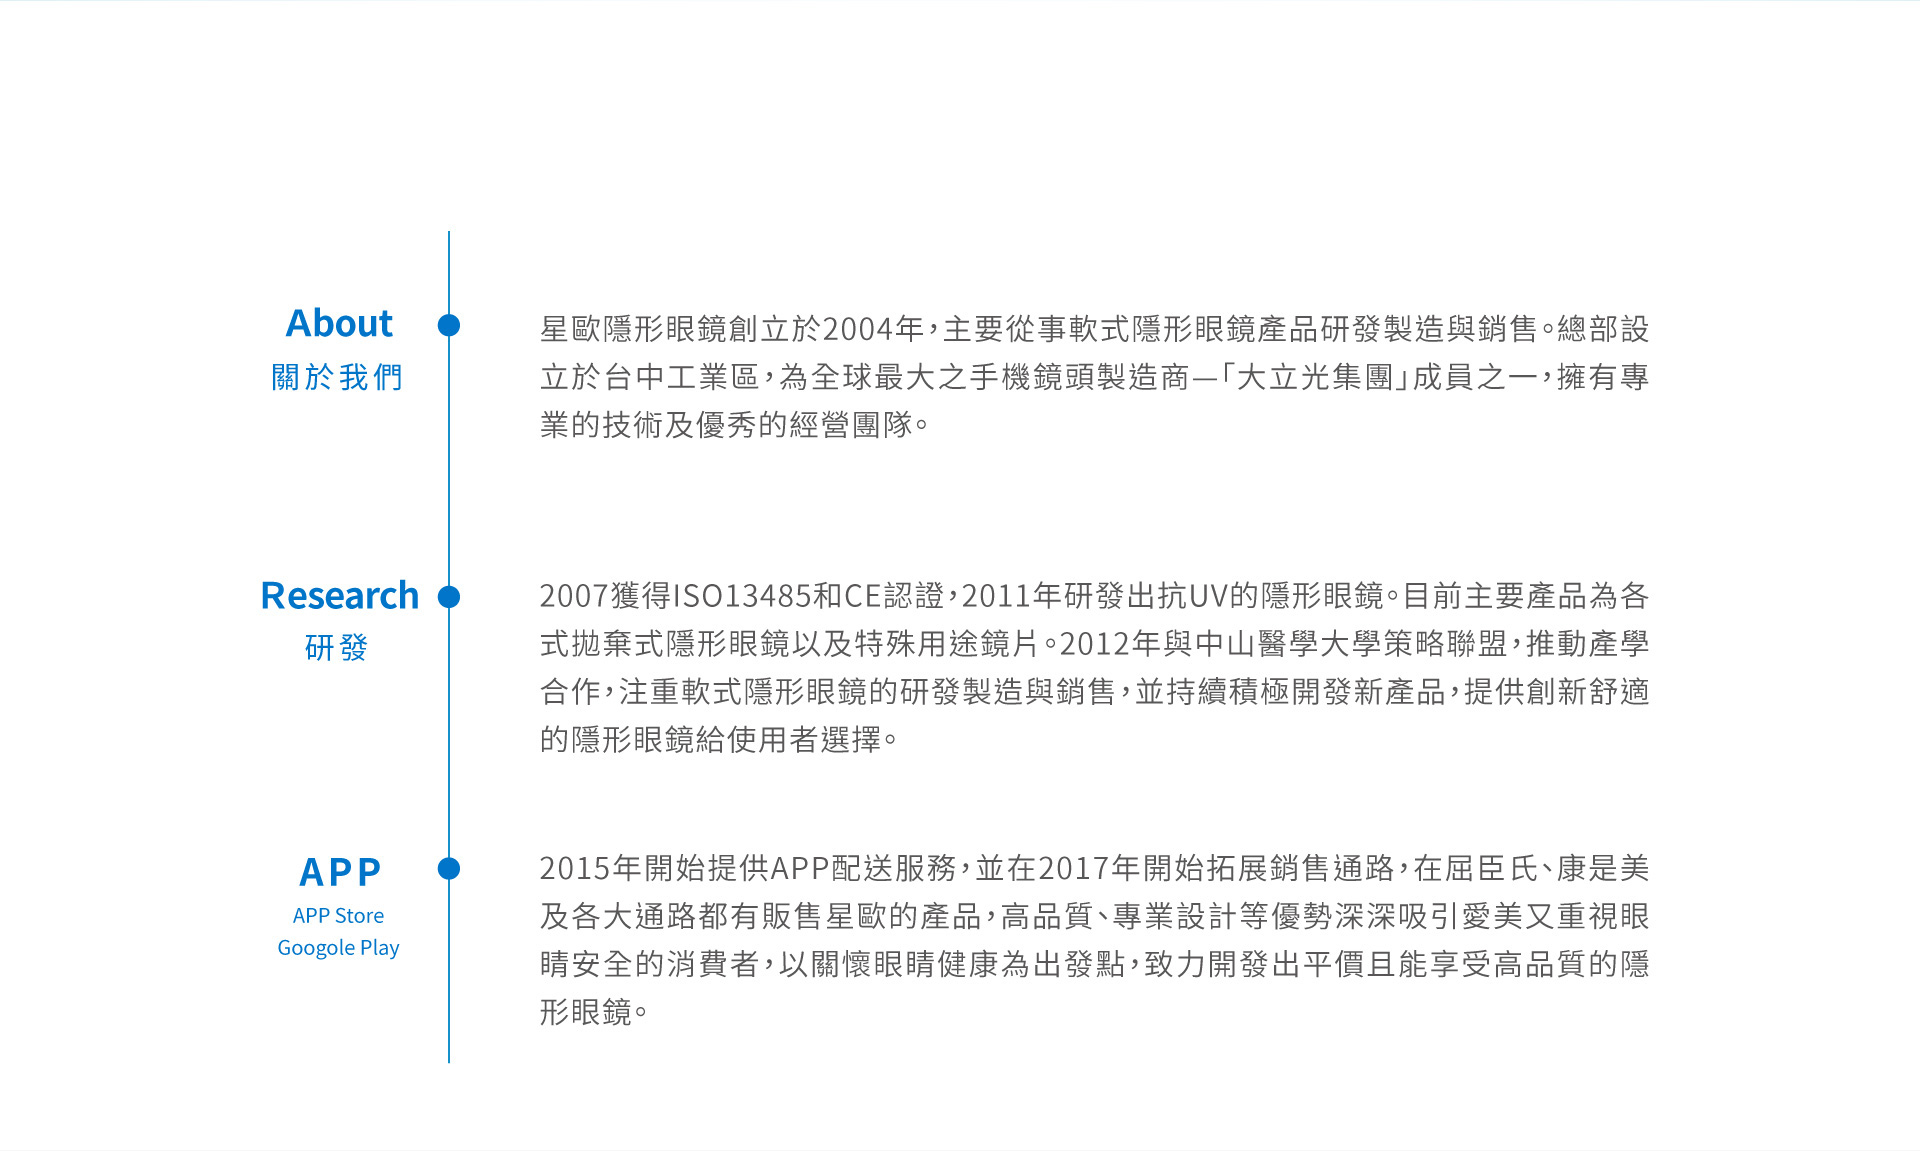 About
關於我們
星歐隱形眼鏡創立於2004年，主要從事軟式隱形眼鏡產品研發製造與銷售。總部設
立於台中工業區，為全球最大之手機鏡頭製造商—「大立光集團」成員之一，擁有專
業的技術及優秀的經營團隊。
Research
研發
2007獲得ISO13485和CE認證，2011年研發出抗UV的隱形眼鏡。目前主要產品為各
式拋棄式隱形眼鏡以及特殊用途鏡片。2012年與中山醫學大學策略聯盟，推動產學
合作，注重軟式隱形眼鏡的研發製造與銷售，並持續積極開發新產品，提供創新舒適
的隱形眼鏡給使用者選擇。
APP
APP Store
Googole Play
2015年開始提供APP配送服務，並在2017年開始拓展銷售通路，在屈臣氏、康是美
及各大通路都有販售星歐的產品，高品質、專業設計等優勢深深吸引愛美又重視眼
睛安全的消費者，以關懷眼睛健康為出發點，致力開發出平價且能享受高品質的隱
形眼鏡。